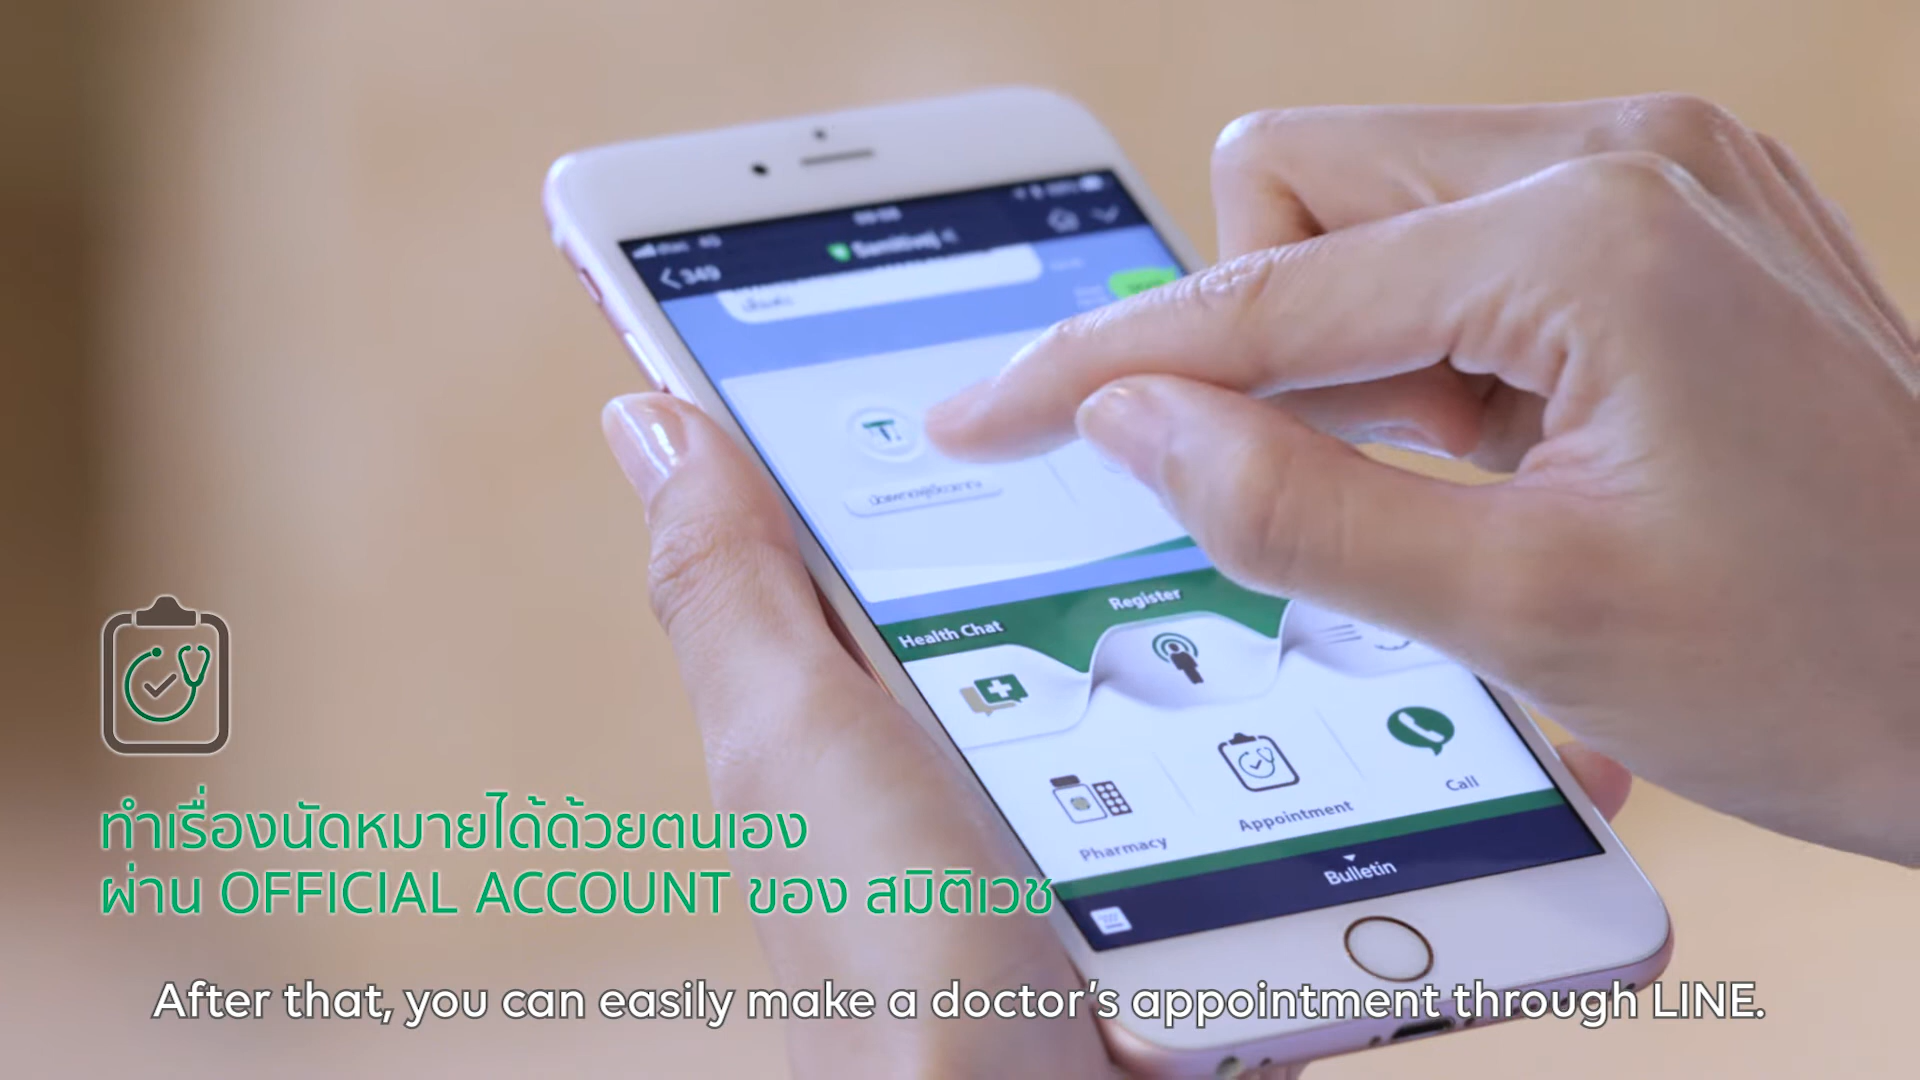 349
Samitivej
Register
Health Chat
Call
Appointment
Pharmacy
Bulletin
ทำเรื่องนัดหมายได้ด้วยตนเอง
ผ่าน OFFICIAL ACCOUNT ของ สมิติเวช
After that, you can easily make a doctor's appointment through LINE.